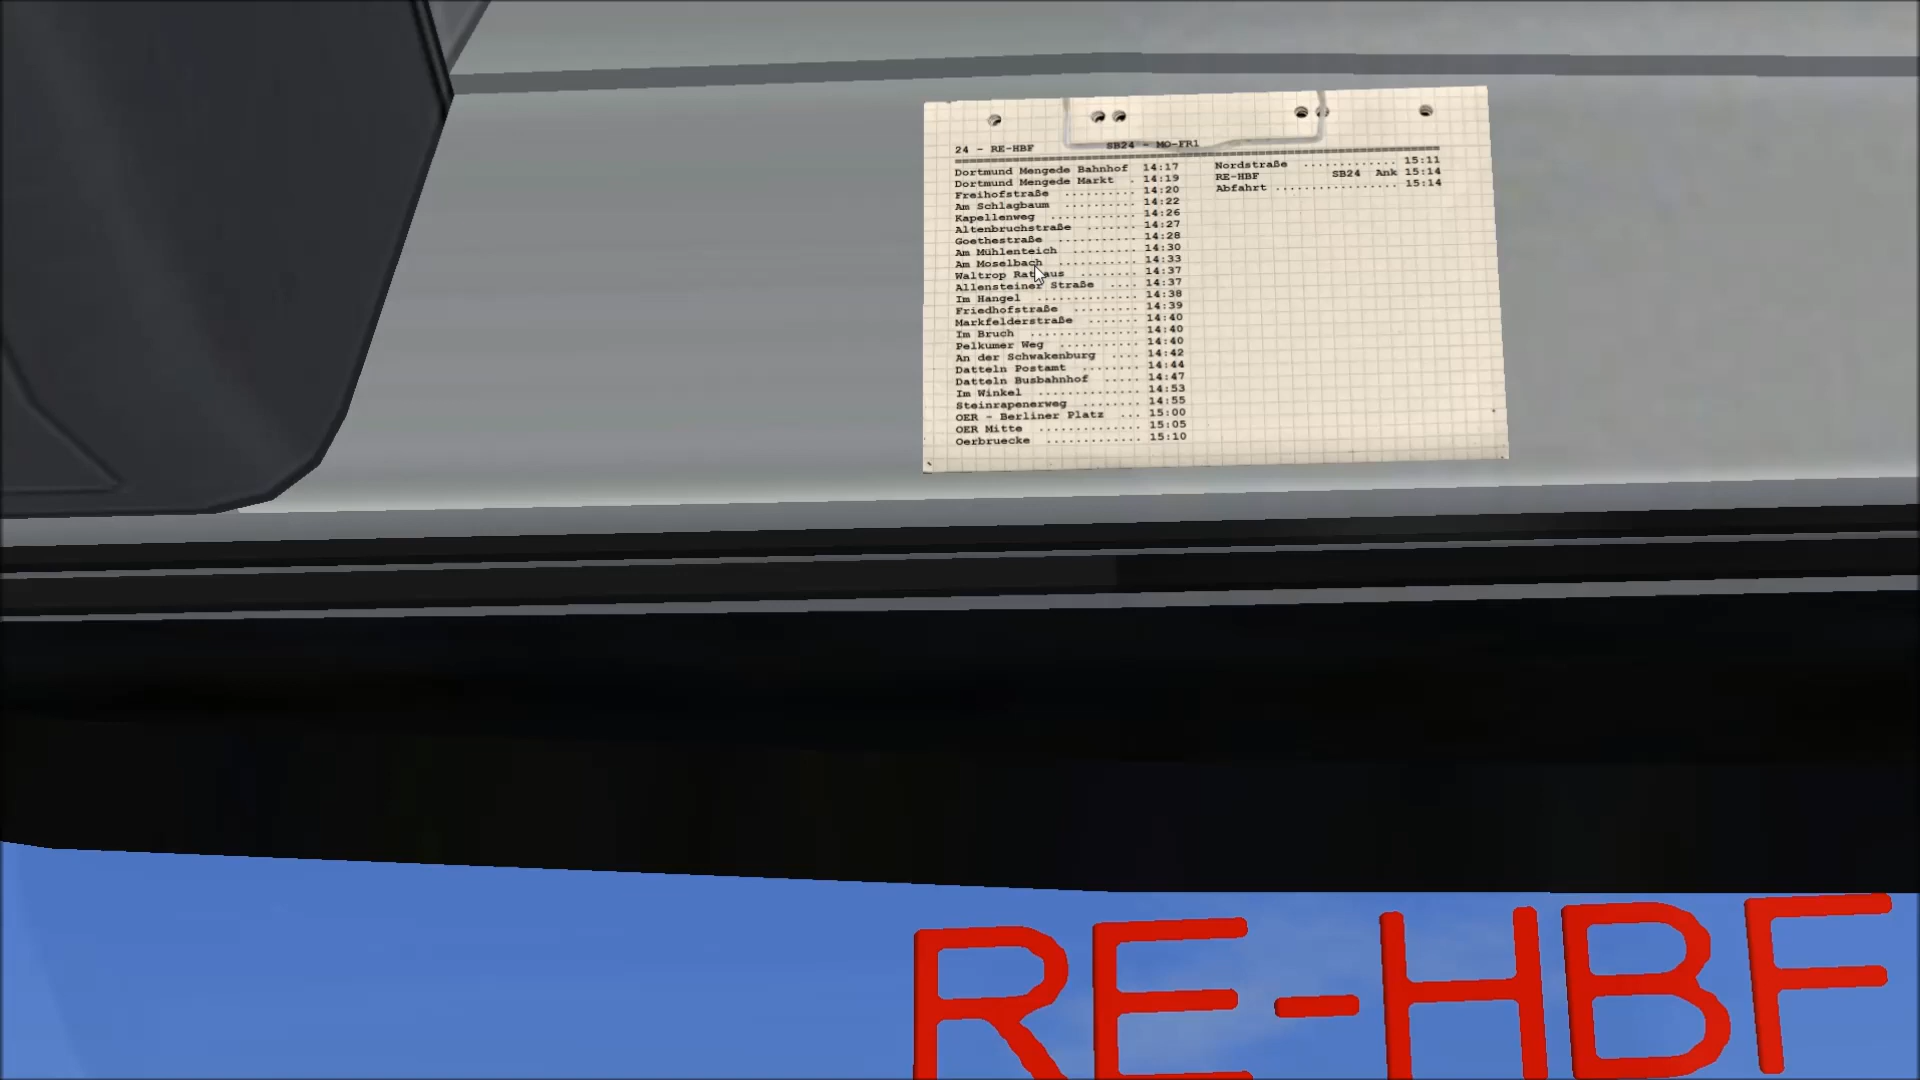 24 - RE-HBF SB24 - MO-FR1
Dortmund Mengede Bahnhof 14:17
Dortmund Mengede Markt . 14:19
Freihofstraße .......... 14:20
Am Schlagbaum .......... 14:22
Kapellenweg ............ 14:26
Altenbruchstraße ....... 14:27
Goethestraße ........... 14:28
Am Mühlenteich ......... 14:30
Am Moselbach ........... 14:33
Waltrop Rathaus ........ 14:37
Allensteiner Straße .... 14:37
Im Hangel .............. 14:38
Friedhofstraße ......... 14:39
Markfelderstraße ....... 14:40
Im Bruch ............... 14:40
Pelkumer Weg ........... 14:40
An der Schwakenburg .... 14:42
Datteln Postamt ........ 14:44
Datteln Busbahnhof ..... 14:47
Im Winkel .............. 14:53
Steinrapenerweg ........ 14:55
OER - Berliner Platz ... 15:00
OER Mitte .............. 15:05
Oerbruecke ............. 15:10
Nordstraße ............. 15:11
RE-HBF SB24 Ank 15:14
Abfahrt ................. 15:14
RE-HBF